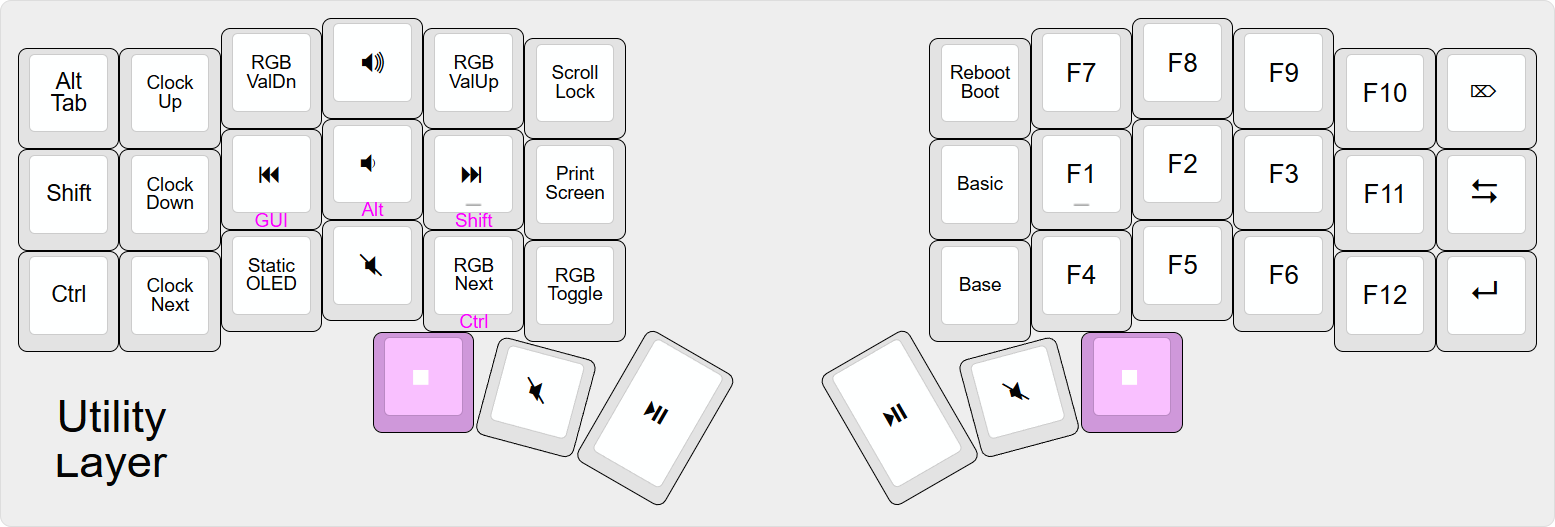 Alt
Tab
Clock
Up
RGB
ValDn
RGB
ValUp
Scroll
Lock
Reboot
Boot
F7
F8
F9
F10
Shift
Clock
Down
GUI
Alt
Shift
Print
Screen
Basic
F1
F2
F3
F11
Ctrl
Clock
Next
Static
OLED
RGB
Next
Ctrl
RGB
Toggle
Base
F4
F5
F6
F12
Utility
Layer